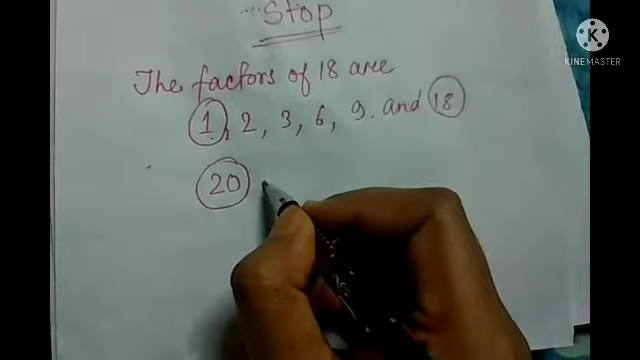 Stop
KINEMASTER
The factors of 18 are
1, 2, 3, 6, 9. and 18
20